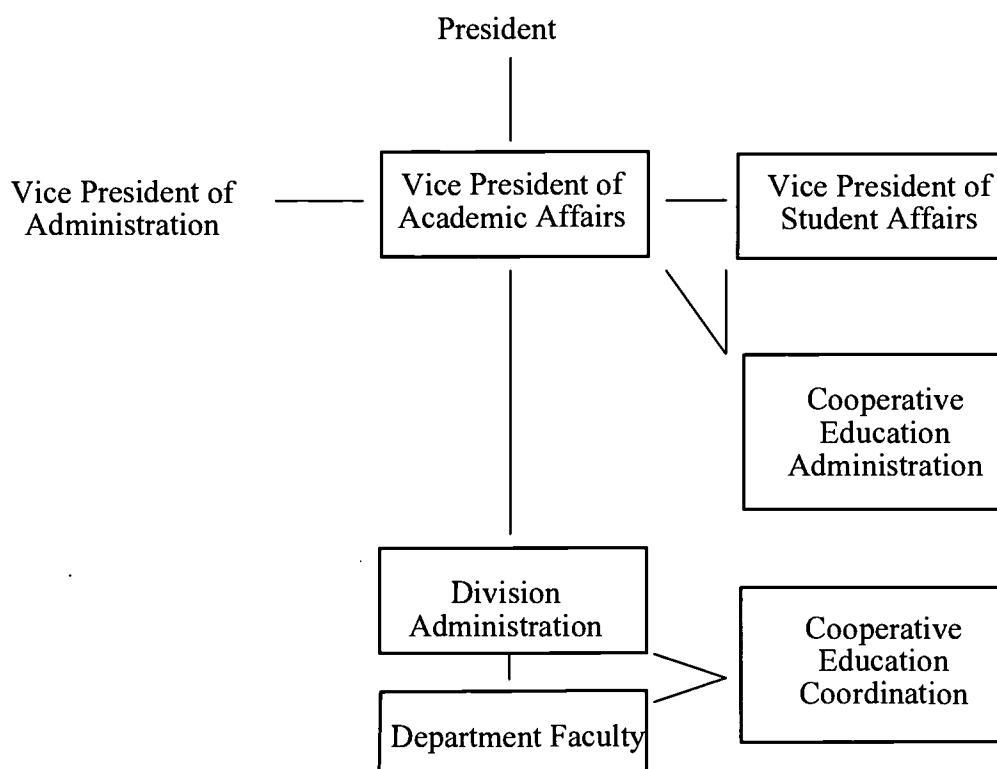 President
Vice President of
Administration
Vice President of
Academic Affairs
Vice President of
Student Affairs
Cooperative
Education
Administration
Division
Administration
Cooperative
Education
Coordination
Department Faculty